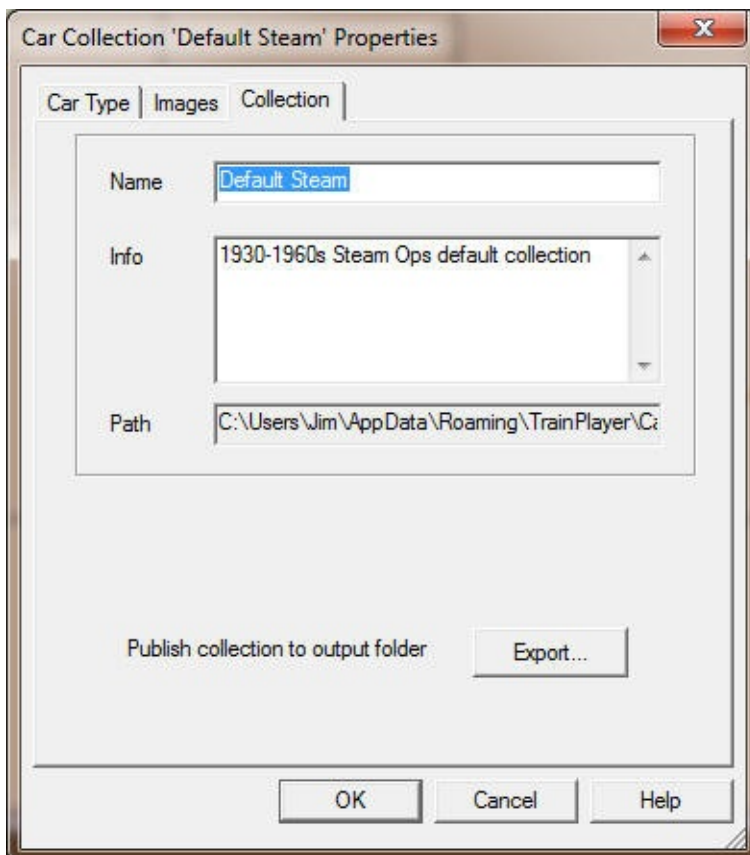 Car Collection 'Default Steam' Properties
X
Car Type Images Collection
Name Default Steam
Info 1930-1960s Steam Ops default collection
Path C:\Users\Jim\AppData\Roaming\TrainPlayer\Ca
Publish collection to output folder Export...
OK Cancel Help